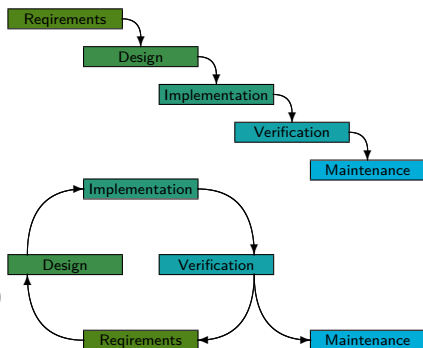 Reqirements
Design
Implementation
Verification
Maintenance
Implementation
Design
Verification
Reqirements
Maintenance